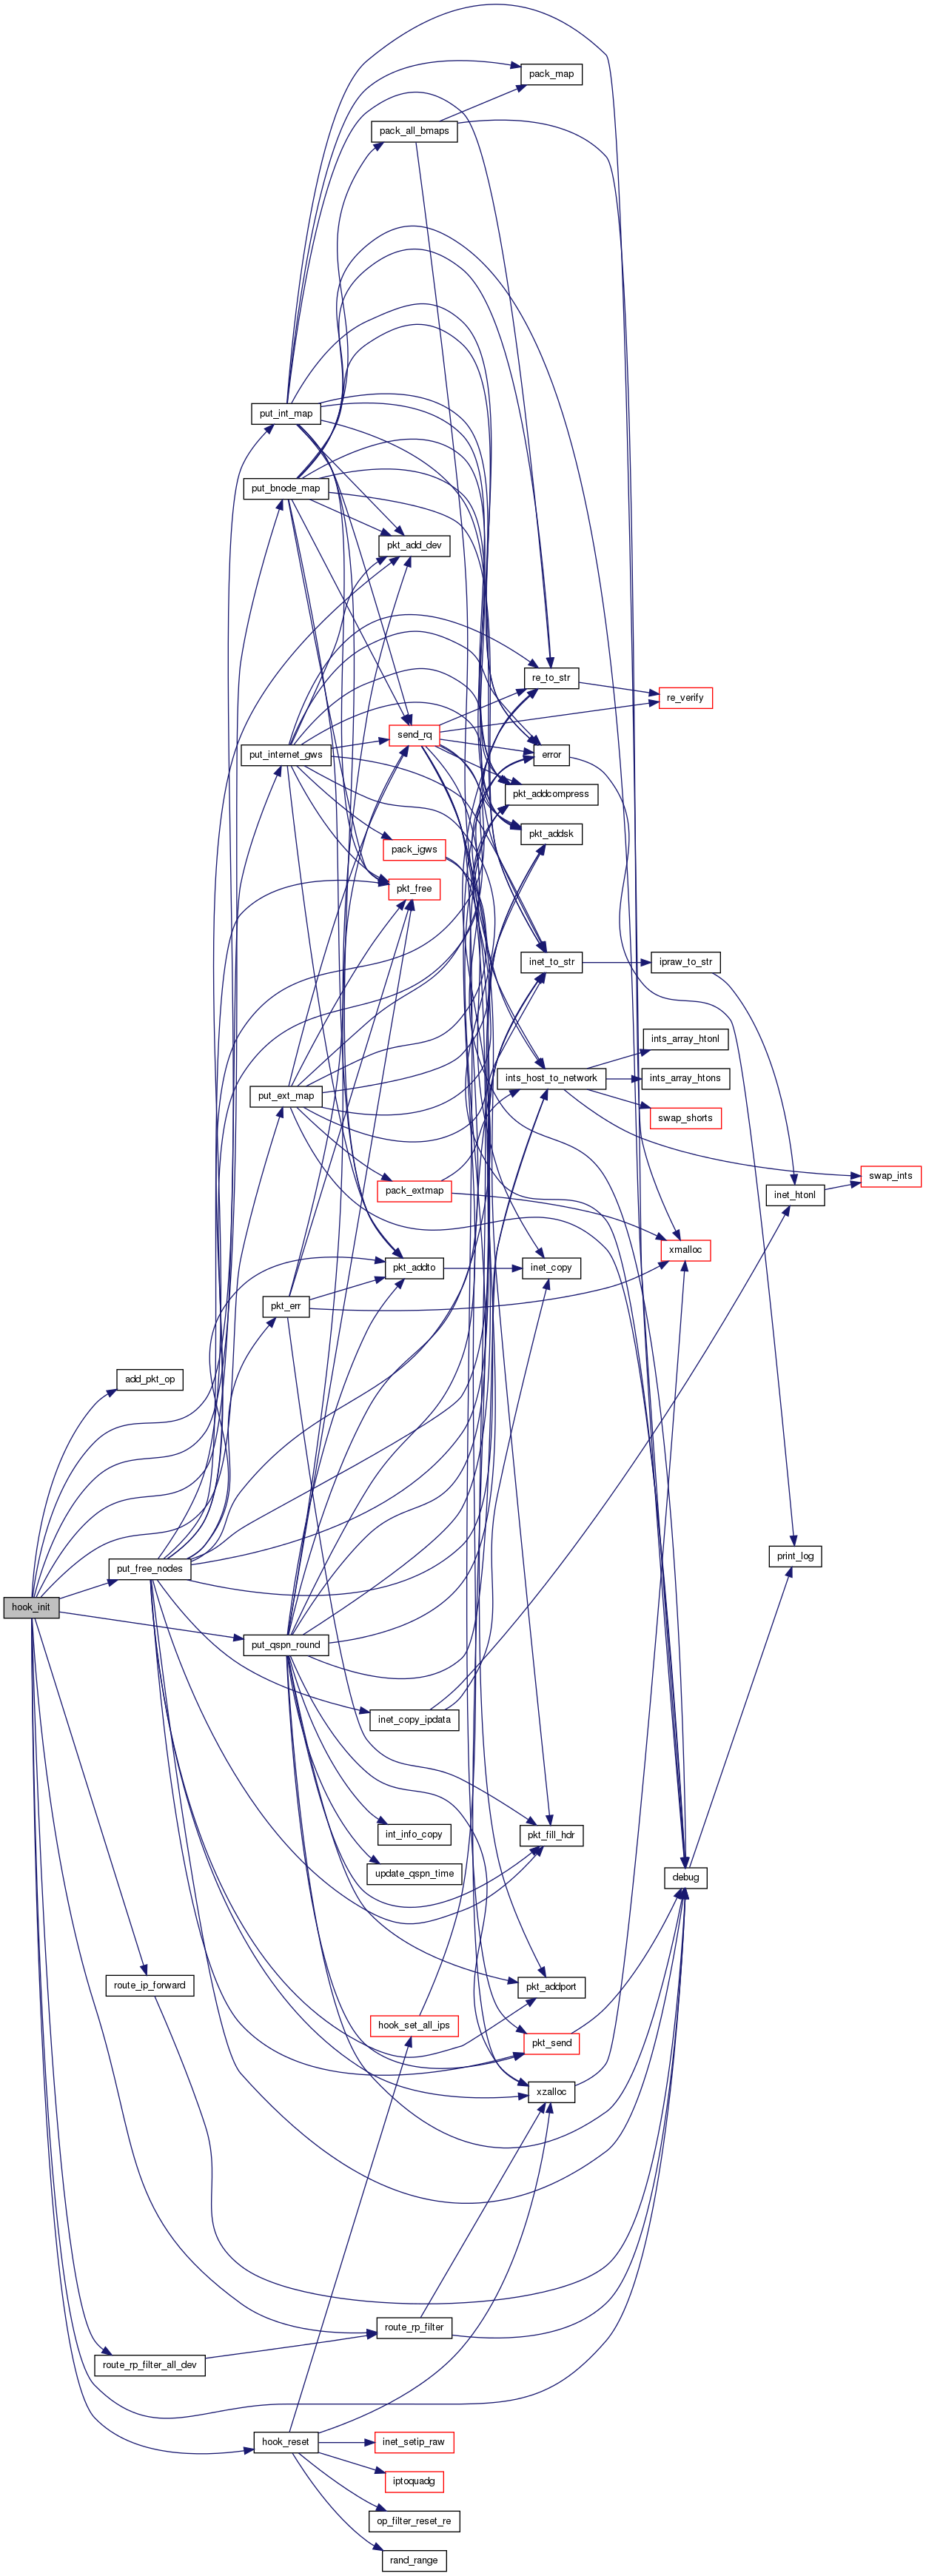 pack_map
pack_all_bmaps
put_int_map
put_bnode_map
pkt_add_dev
re_to_str
re_verify
send_rq
put_internet_gws
error
pkt_addcompress
pkt_addsk
pack_igws
pkt_free
inet_to_str
ipraw_to_str
ints_array_htonl
ints_host_to_network
ints_array_htons
put_ext_map
swap_shorts
swap_ints
pack_extmap
inet_htonl
xmalloc
pkt_addto
inet_copy
pkt_err
add_pkt_op
print_log
put_free_nodes
hook_init
put_qspn_round
inet_copy_ipdata
int_info_copy
pkt_fill_hdr
update_qspn_time
debug
route_ip_forward
pkt_addport
hook_set_all_ips
pkt_send
xzalloc
route_rp_filter
route_rp_filter_all_dev
hook_reset
inet_setip_raw
iptoquadg
op_filter_reset_re
rand_range